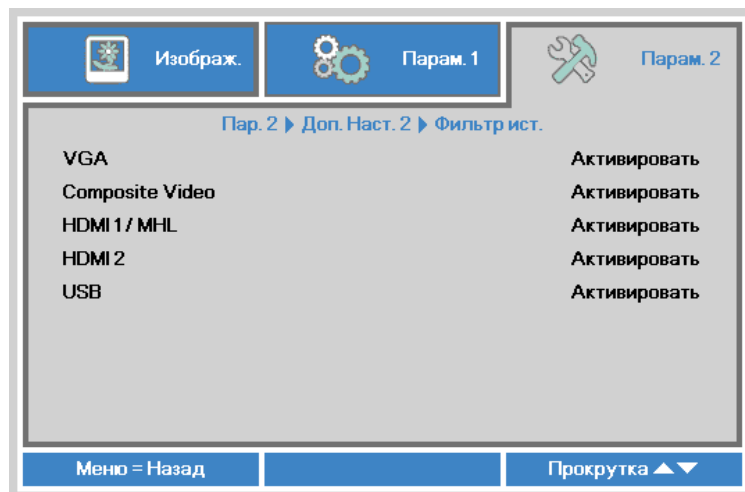 Изображ. Парам. 1 Парам. 2
Пар. 2 ▶ Доп. Наст. 2 ▶ Фильтр ист.
VGA Активировать
Composite Video Активировать
HDMI 1 / MHL Активировать
HDMI 2 Активировать
USB Активировать
Меню = Назад Прокрутка ▲▼